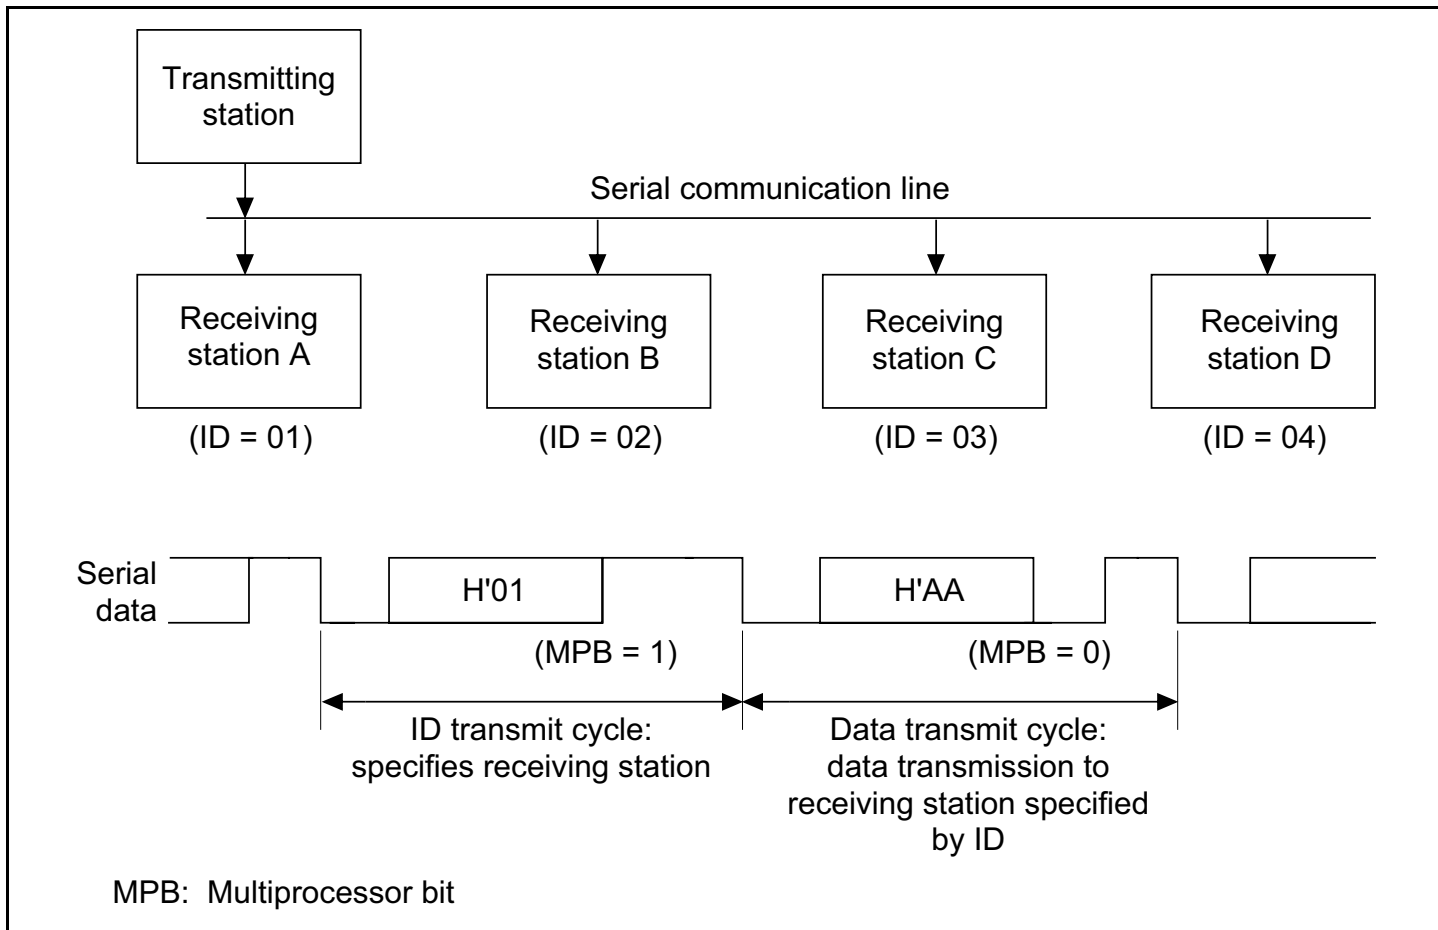 Transmitting
station
Serial communication line
Receiving
station A
Receiving
station B
Receiving
station C
Receiving
station D
(ID = 01)
(ID = 02)
(ID = 03)
(ID = 04)
Serial
data
H'01
H'AA
(MPB = 1)
(MPB = 0)
ID transmit cycle:
specifies receiving station
Data transmit cycle:
data transmission to
receiving station specified
by ID
MPB: Multiprocessor bit